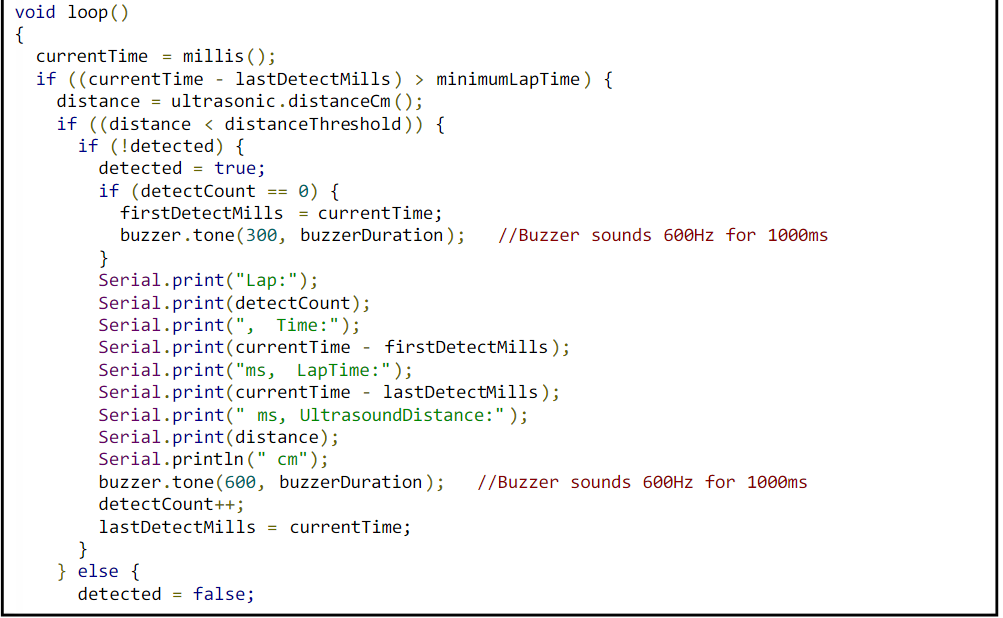 void loop()
{
  currentTime = millis();
  if ((currentTime - lastDetectMills) > minimumLapTime) {
    distance = ultrasonic.distanceCm();
    if ((distance < distanceThreshold)) {
      if (!detected) {
        detected = true;
        if (detectCount == 0) {
          firstDetectMills = currentTime;
          buzzer.tone(300, buzzerDuration);   //Buzzer sounds 600Hz for 1000ms
        }
        Serial.print("Lap:");
        Serial.print(detectCount);
        Serial.print(",  Time:");
        Serial.print(currentTime - firstDetectMills);
        Serial.print("ms,  LapTime:");
        Serial.print(currentTime - lastDetectMills);
        Serial.print(" ms, UltrasoundDistance:");
        Serial.print(distance);
        Serial.println(" cm");
        buzzer.tone(600, buzzerDuration);   //Buzzer sounds 600Hz for 1000ms
        detectCount++;
        lastDetectMills = currentTime;
      }
    } else {
      detected = false;